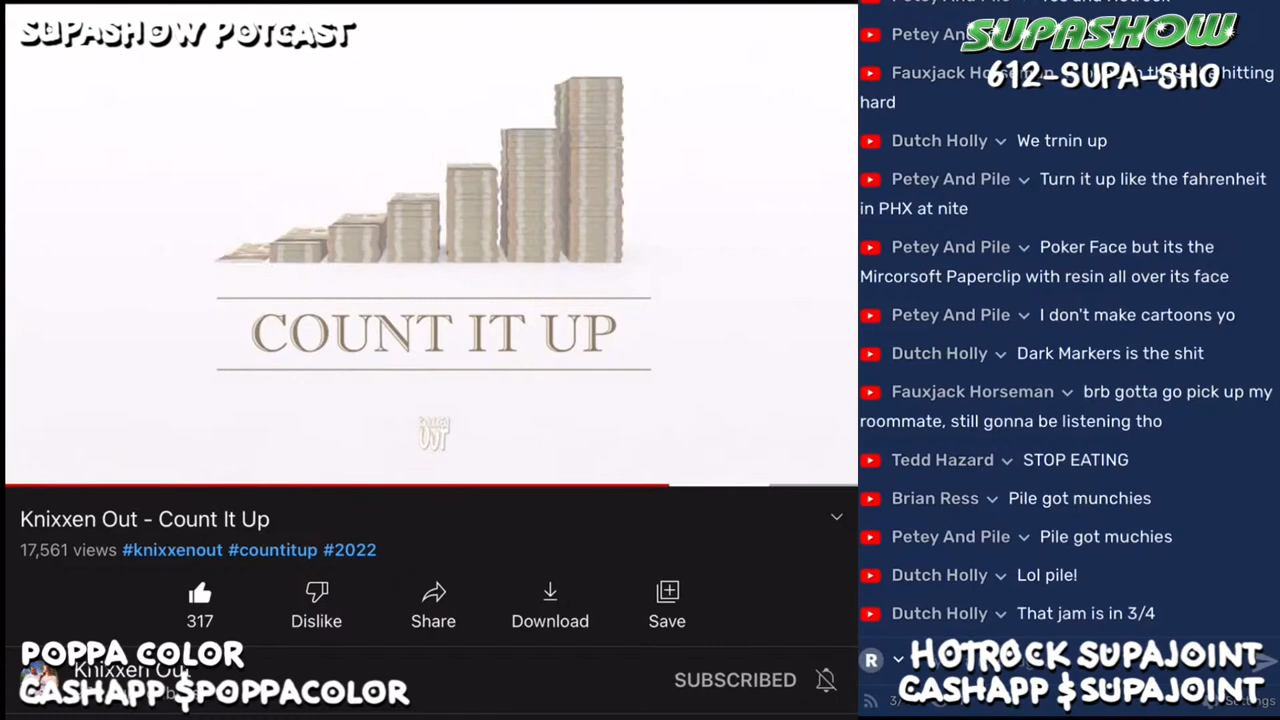 SUPASHOW POTCAST
COUNT IT UP
KNIXXEN
OUT
Knixxen Out - Count It Up
17,561 views #knixxenout #countitup #2022
317
Dislike
Share
Download
Save
Knixxen Out
SUBSCRIBED
POPPA COLOR
CASHAPP $POPPACOLOR
SUPASHOW
612-SUPA-SHO
Petey An
Fauxjack Horseman hitting
hard
Dutch Holly We trnin up
Petey And Pile Turn it up like the fahrenheit
in PHX at nite
Petey And Pile Poker Face but its the
Mircorsoft Paperclip with resin all over its face
Petey And Pile I don't make cartoons yo
Dutch Holly Dark Markers is the shit
Fauxjack Horseman brb gotta go pick up my
roommate, still gonna be listening tho
Tedd Hazard STOP EATING
Brian Ress Pile got munchies
Petey And Pile Pile got muchies
Dutch Holly Lol pile!
Dutch Holly That jam is in 3/4
R
HOTROCK SUPAJOINT
CASHAPP $SUPAJOINT
Settings